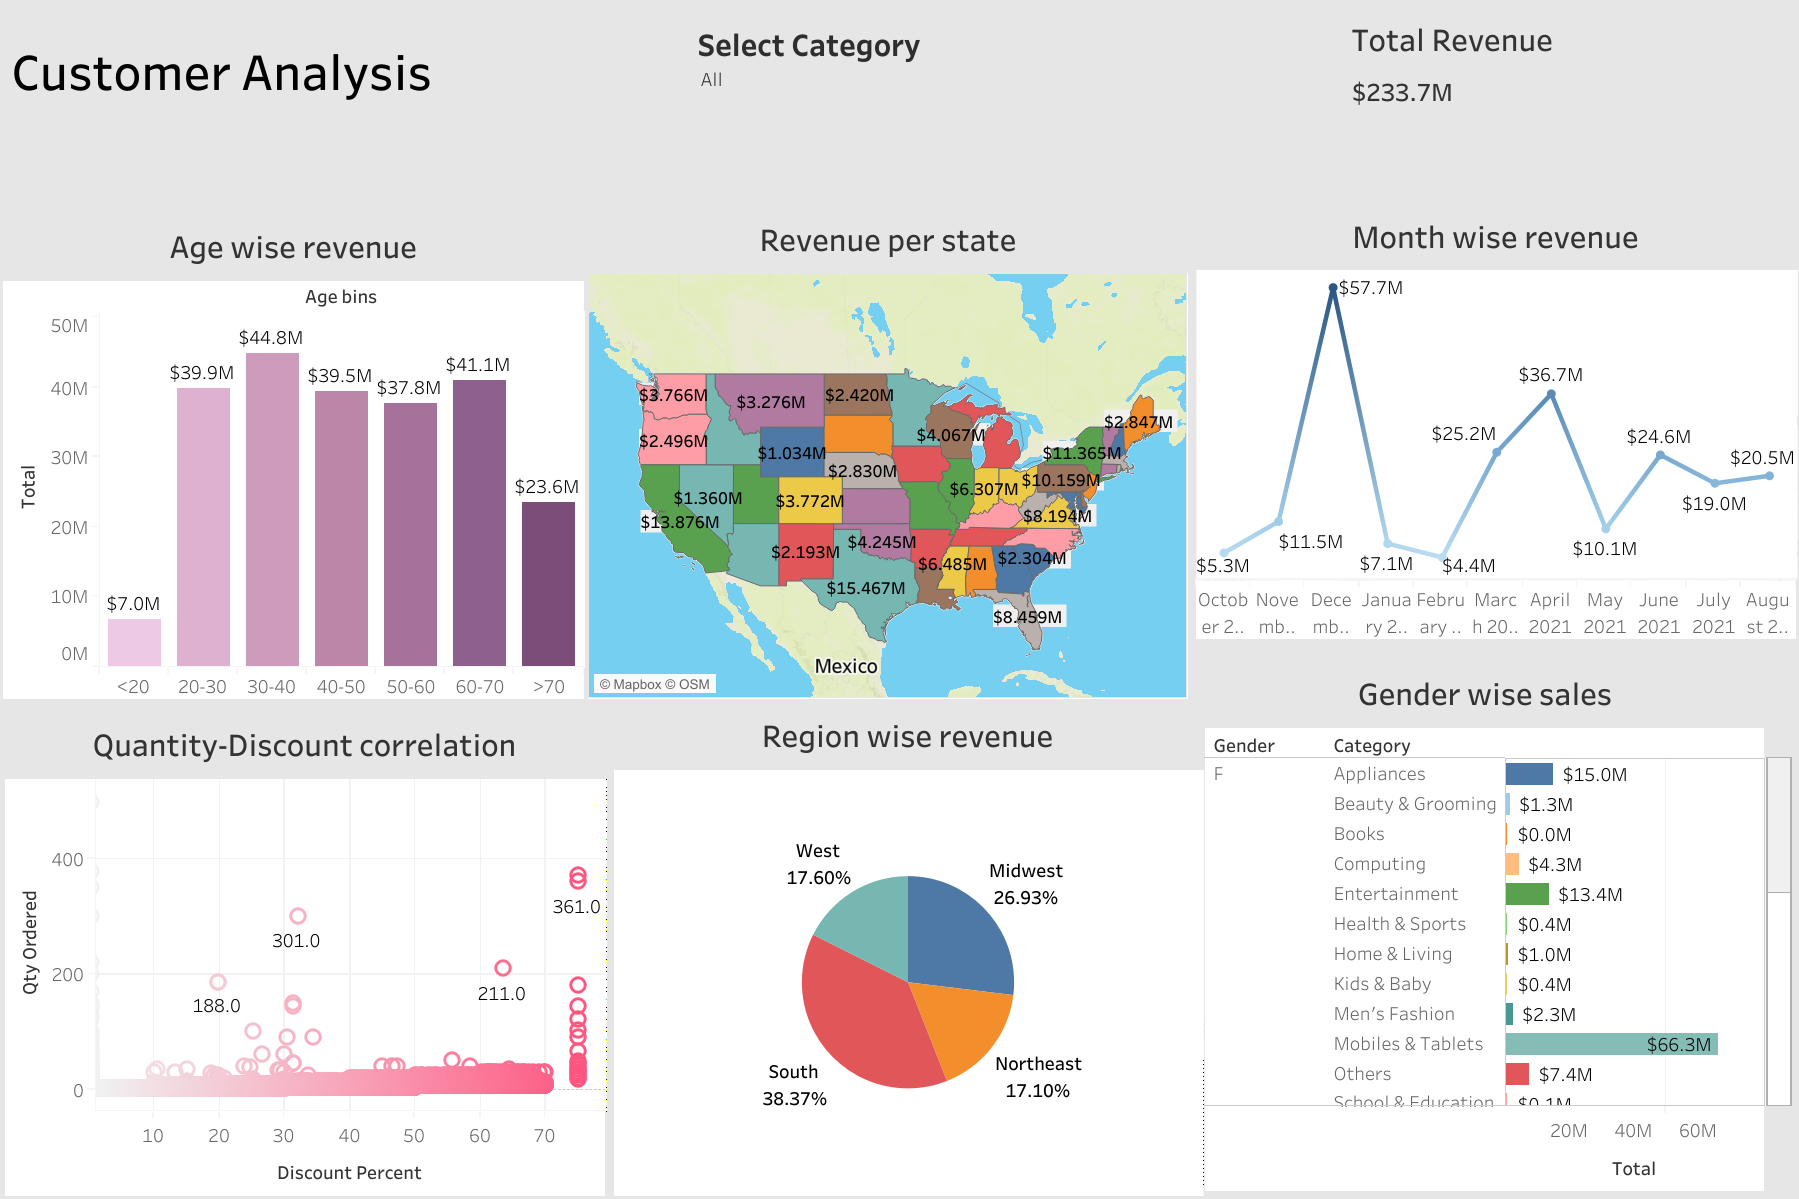 Customer Analysis
Select Category
All
Total Revenue
$233.7M
Age wise revenue
Age bins
Total
50M
40M
30M
20M
10M
0M
$7.0M
$39.9M
$44.8M
$39.5M
$37.8M
$41.1M
$23.6M
<20
20-30
30-40
40-50
50-60
60-70
>70
Revenue per state
$3.766M
$3.276M
$2.420M
$2.847M
$2.496M
$4.067M
$1.034M
$11.365M
$2.830M
$10.159M
$1.360M
$3.772M
$6.307M
$13.876M
$8.194M
$2.193M
$4.245M
$6.485M
$2.304M
$15.467M
$8.459M
Mexico
© Mapbox © OSM
Month wise revenue
$57.7M
$36.7M
$25.2M
$24.6M
$20.5M
$19.0M
$11.5M
$10.1M
$5.3M
$7.1M
$4.4M
Octob Nove Dece Janua Febru Marc April May June July Augu
er 2.. mb.. mb.. ry 2.. ary .. h 20.. 2021 2021 2021 2021 st 2..
Quantity-Discount correlation
Qty Ordered
400
200
0
361.0
301.0
211.0
188.0
10 20 30 40 50 60 70
Discount Percent
Region wise revenue
West
17.60%
Midwest
26.93%
South
38.37%
Northeast
17.10%
Gender wise sales
Gender Category
F Appliances $15.0M
Beauty & Grooming $1.3M
Books $0.0M
Computing $4.3M
Entertainment $13.4M
Health & Sports $0.4M
Home & Living $1.0M
Kids & Baby $0.4M
Men's Fashion $2.3M
Mobiles & Tablets $66.3M
Others $7.4M
School & Education $0.1M
20M 40M 60M
Total